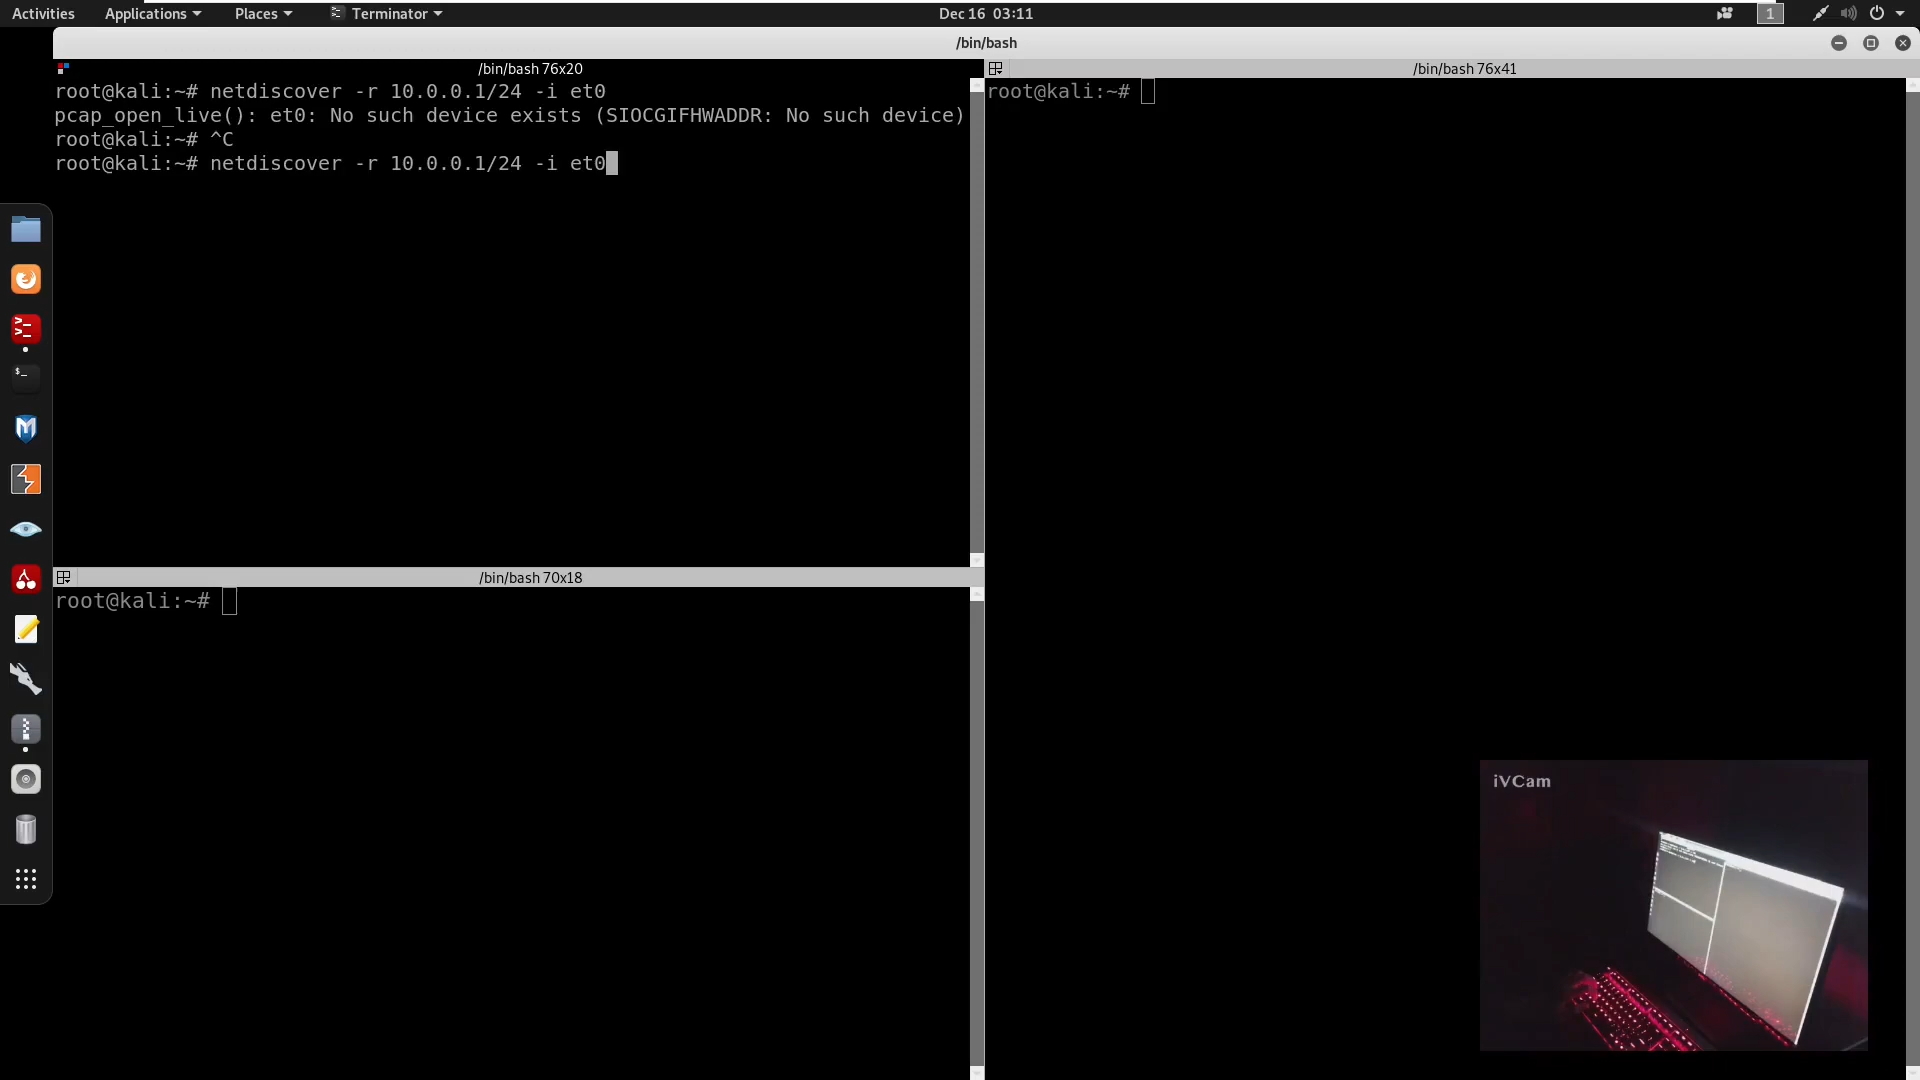 Activities Applications Places Terminator Dec 16 03:11 1
/bin/bash
/bin/bash 76x20
root@kali:~# netdiscover -r 10.0.0.1/24 -i et0
pcap_open_live(): et0: No such device exists (SIOCGIFHWADDR: No such device)
root@kali:~# ^C
root@kali:~# netdiscover -r 10.0.0.1/24 -i et0
/bin/bash 70x18
root@kali:~#
/bin/bash 76x41
root@kali:~#
iVCam